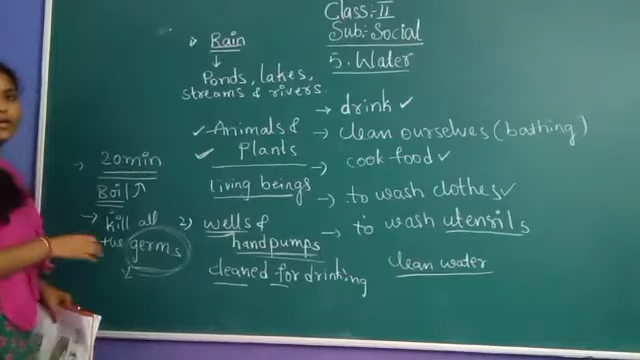 Class:- II
Sub:- Social
5. Water
Rain
Ponds, lakes,
streams & rivers.
Animals &
Plants
Living beings
→ drink ✓
→ clean ourselves (bathing)
→ cook food ✓
→ to wash clothes ✓
→ to wash utensils
clean water
→ 20 min
Boil
→ kill all
the germs
2) wells &
handpumps
cleaned for drinking